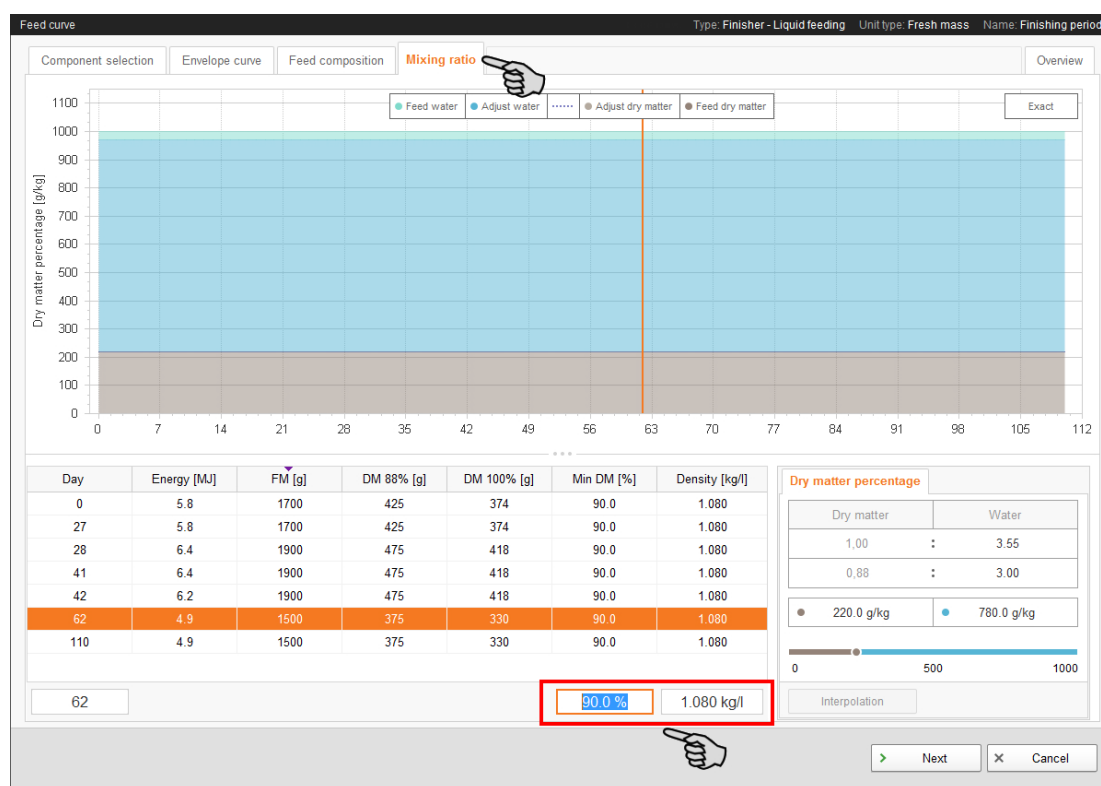 Feed curve Type: Finisher - Liquid feeding Unit type: Fresh mass Name: Finishing period
Component selection Envelope curve Feed composition Mixing ratio Overview
Feed water Adjust water Adjust dry matter Feed dry matter Exact
Dry matter percentage [g/kg]
1100
1000
900
800
700
600
500
400
300
200
100
0
0 7 14 21 28 35 42 49 56 63 70 77 84 91 98 105 112
Day Energy [MJ] FM [g] DM 88% [g] DM 100% [g] Min DM [%] Density [kg/l]
0 5.8 1700 425 374 90.0 1.080
27 5.8 1700 425 374 90.0 1.080
28 6.4 1900 475 418 90.0 1.080
41 6.4 1900 475 418 90.0 1.080
42 6.2 1900 475 418 90.0 1.080
62 4.9 1500 375 330 90.0 1.080
110 4.9 1500 375 330 90.0 1.080
62 90.0 % 1.080 kg/l
Dry matter percentage
Dry matter Water
1,00 : 3.55
0,88 : 3.00
220.0 g/kg 780.0 g/kg
0 500 1000
Interpolation
Next Cancel